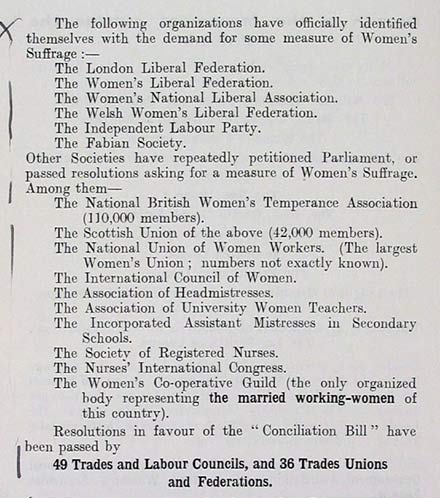 The following organizations have officially identified
themselves with the demand for some measure of Women's
Suffrage :—
The London Liberal Federation.
The Women's Liberal Federation.
The Women's National Liberal Association.
The Welsh Women's Liberal Federation.
The Independent Labour Party.
The Fabian Society.
Other Societies have repeatedly petitioned Parliament, or
passed resolutions asking for a measure of Women's Suffrage.
Among them—
The National British Women's Temperance Association
(110,000 members).
The Scottish Union of the above (42,000 members).
The National Union of Women Workers. (The largest
Women's Union ; numbers not exactly known).
The International Council of Women.
The Association of Headmistresses.
The Association of University Women Teachers.
The Incorporated Assistant Mistresses in Secondary
Schools.
The Society of Registered Nurses.
The Nurses' International Congress.
The Women's Co-operative Guild (the only organized
body representing the married working-women of
this country).
Resolutions in favour of the "Conciliation Bill" have
been passed by
49 Trades and Labour Councils, and 36 Trades Unions
and Federations.